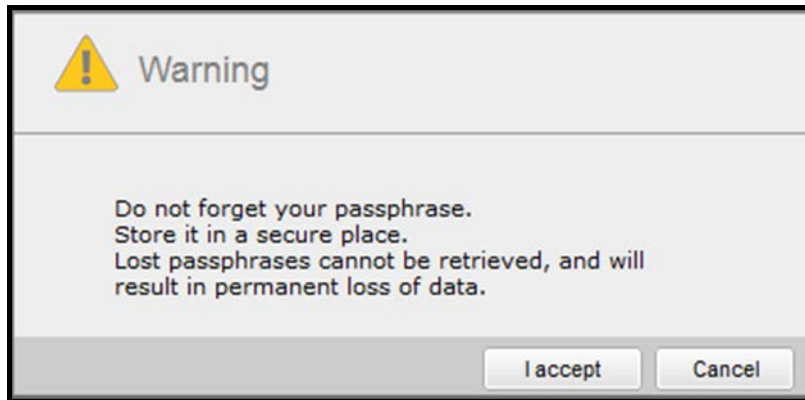 Warning
Do not forget your passphrase.
Store it in a secure place.
Lost passphrases cannot be retrieved, and will
result in permanent loss of data.
I accept
Cancel